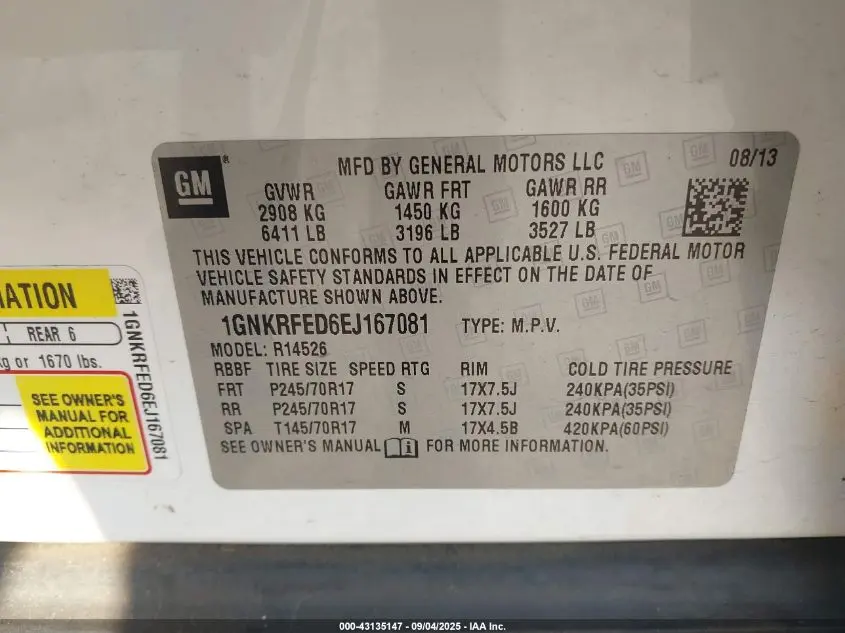 GM
MFD BY GENERAL MOTORS LLC 08/13
GVWR GAWR FRT GAWR RR
2908 KG 1450 KG 1600 KG
6411 LB 3196 LB 3527 LB
THIS VEHICLE CONFORMS TO ALL APPLICABLE U.S. FEDERAL MOTOR
VEHICLE SAFETY STANDARDS IN EFFECT ON THE DATE OF
MANUFACTURE SHOWN ABOVE.
1GNKRFED6EJ167081 TYPE: M.P.V.
MODEL: R14526
RBBF TIRE SIZE SPEED RTG RIM COLD TIRE PRESSURE
FRT P245/70R17 S 17X7.5J 240KPA(35PSI)
RR P245/70R17 S 17X7.5J 240KPA(35PSI)
SPA T145/70R17 M 17X4.5B 420KPA(60PSI)
SEE OWNER'S MANUAL FOR MORE INFORMATION.
MATION
REAR 6
kg or 1670 lbs.
SEE OWNER'S
MANUAL FOR
ADDITIONAL
INFORMATION
1GNKRFED6EJ167081
000-43135147 - 09/04/2025 - IAA Inc.